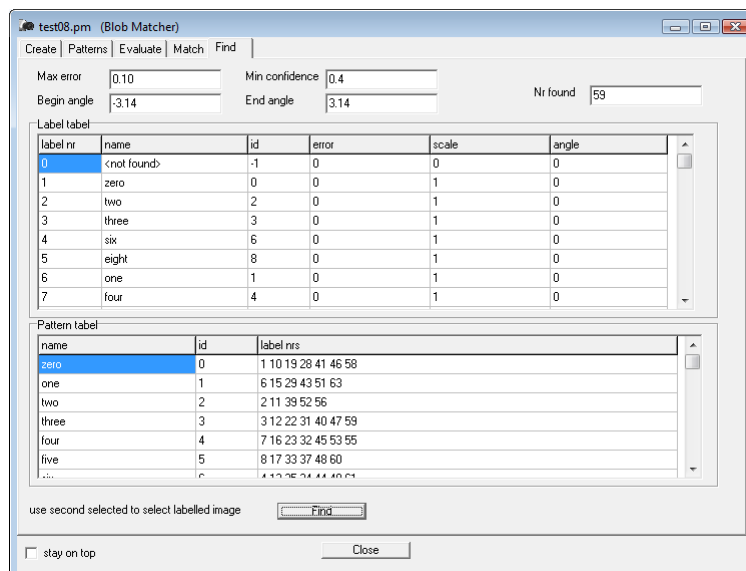 test08.pm (Blob Matcher)
Create Patterns Evaluate Match Find
Max error 0.10 Min confidence 0.4
Begin angle -3.14 End angle 3.14 Nr found 59
Label tabel
label nr name id error scale angle
0 <not found> -1 0 0 0
1 zero 0 0 1 0
2 two 2 0 1 0
3 three 3 0 1 0
4 six 6 0 1 0
5 eight 8 0 1 0
6 one 1 0 1 0
7 four 4 0 1 0
Pattern tabel
name id label nrs
zero 0 1 10 19 28 41 46 58
one 1 6 15 29 43 51 63
two 2 2 11 39 52 56
three 3 3 12 22 31 40 47 59
four 4 7 16 23 32 45 53 55
five 5 8 17 33 37 48 60
use second selected to select labelled image Find
stay on top Close